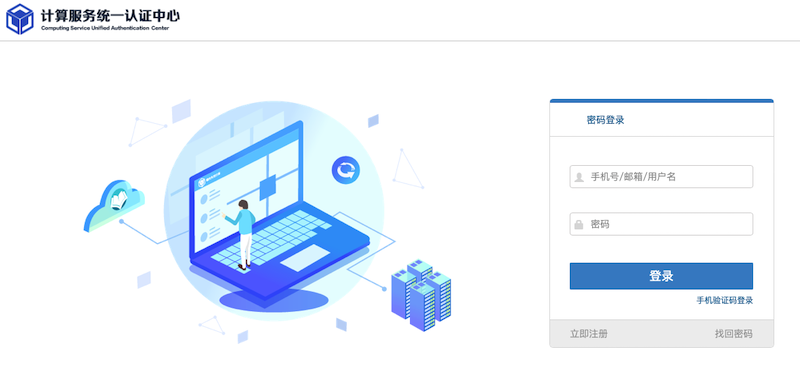 计算服务统一认证中心
Computing Service Unified Authentication Center
密码登录
手机号/邮箱/用户名
密码
登录
手机验证码登录
立即注册
找回密码